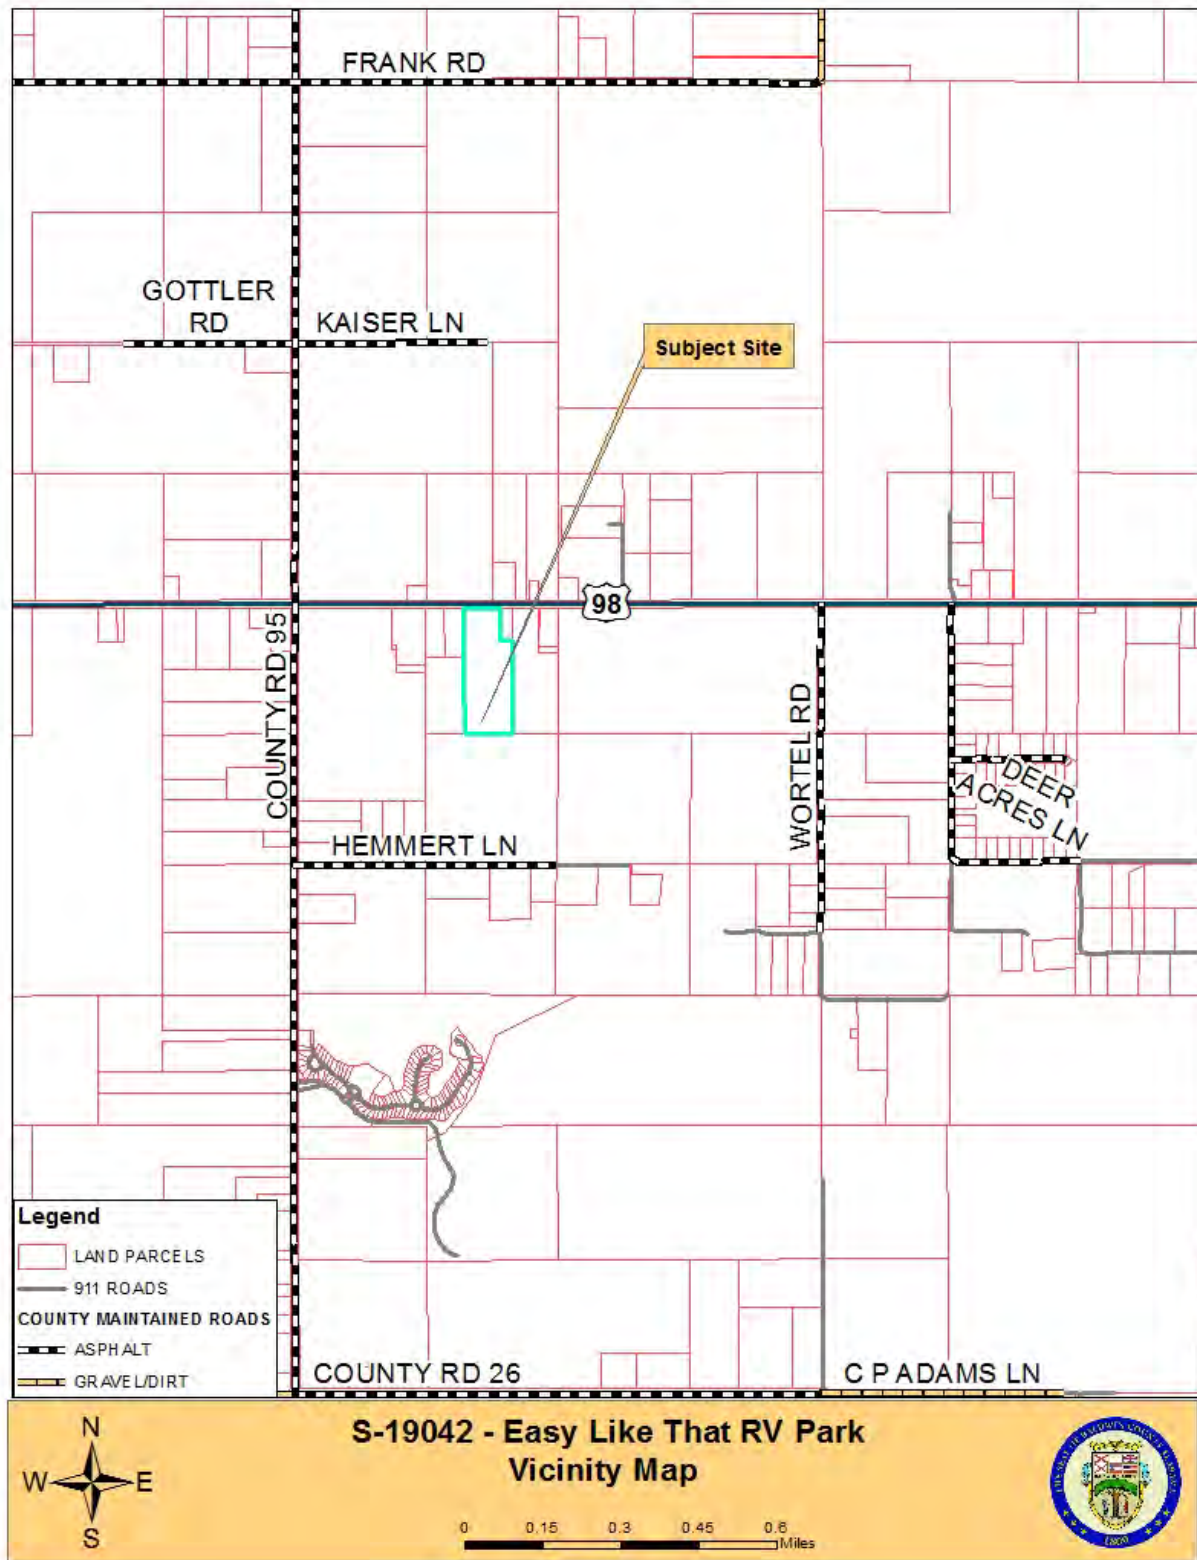 FRANK RD
GOTTLER
RD
KAISER LN
Subject Site
98
COUNTY RD 95
WORTEL RD
DEER
ACRES LN
HEMMERT LN
Legend
LAND PARCELS
911 ROADS
COUNTY MAINTAINED ROADS
ASPHALT
GRAVEL/DIRT
COUNTY RD 26
C P ADAMS LN
N
W
E
S
S-19042 - Easy Like That RV Park
Vicinity Map
0 0.15 0.3 0.45 0.6
Miles
1809